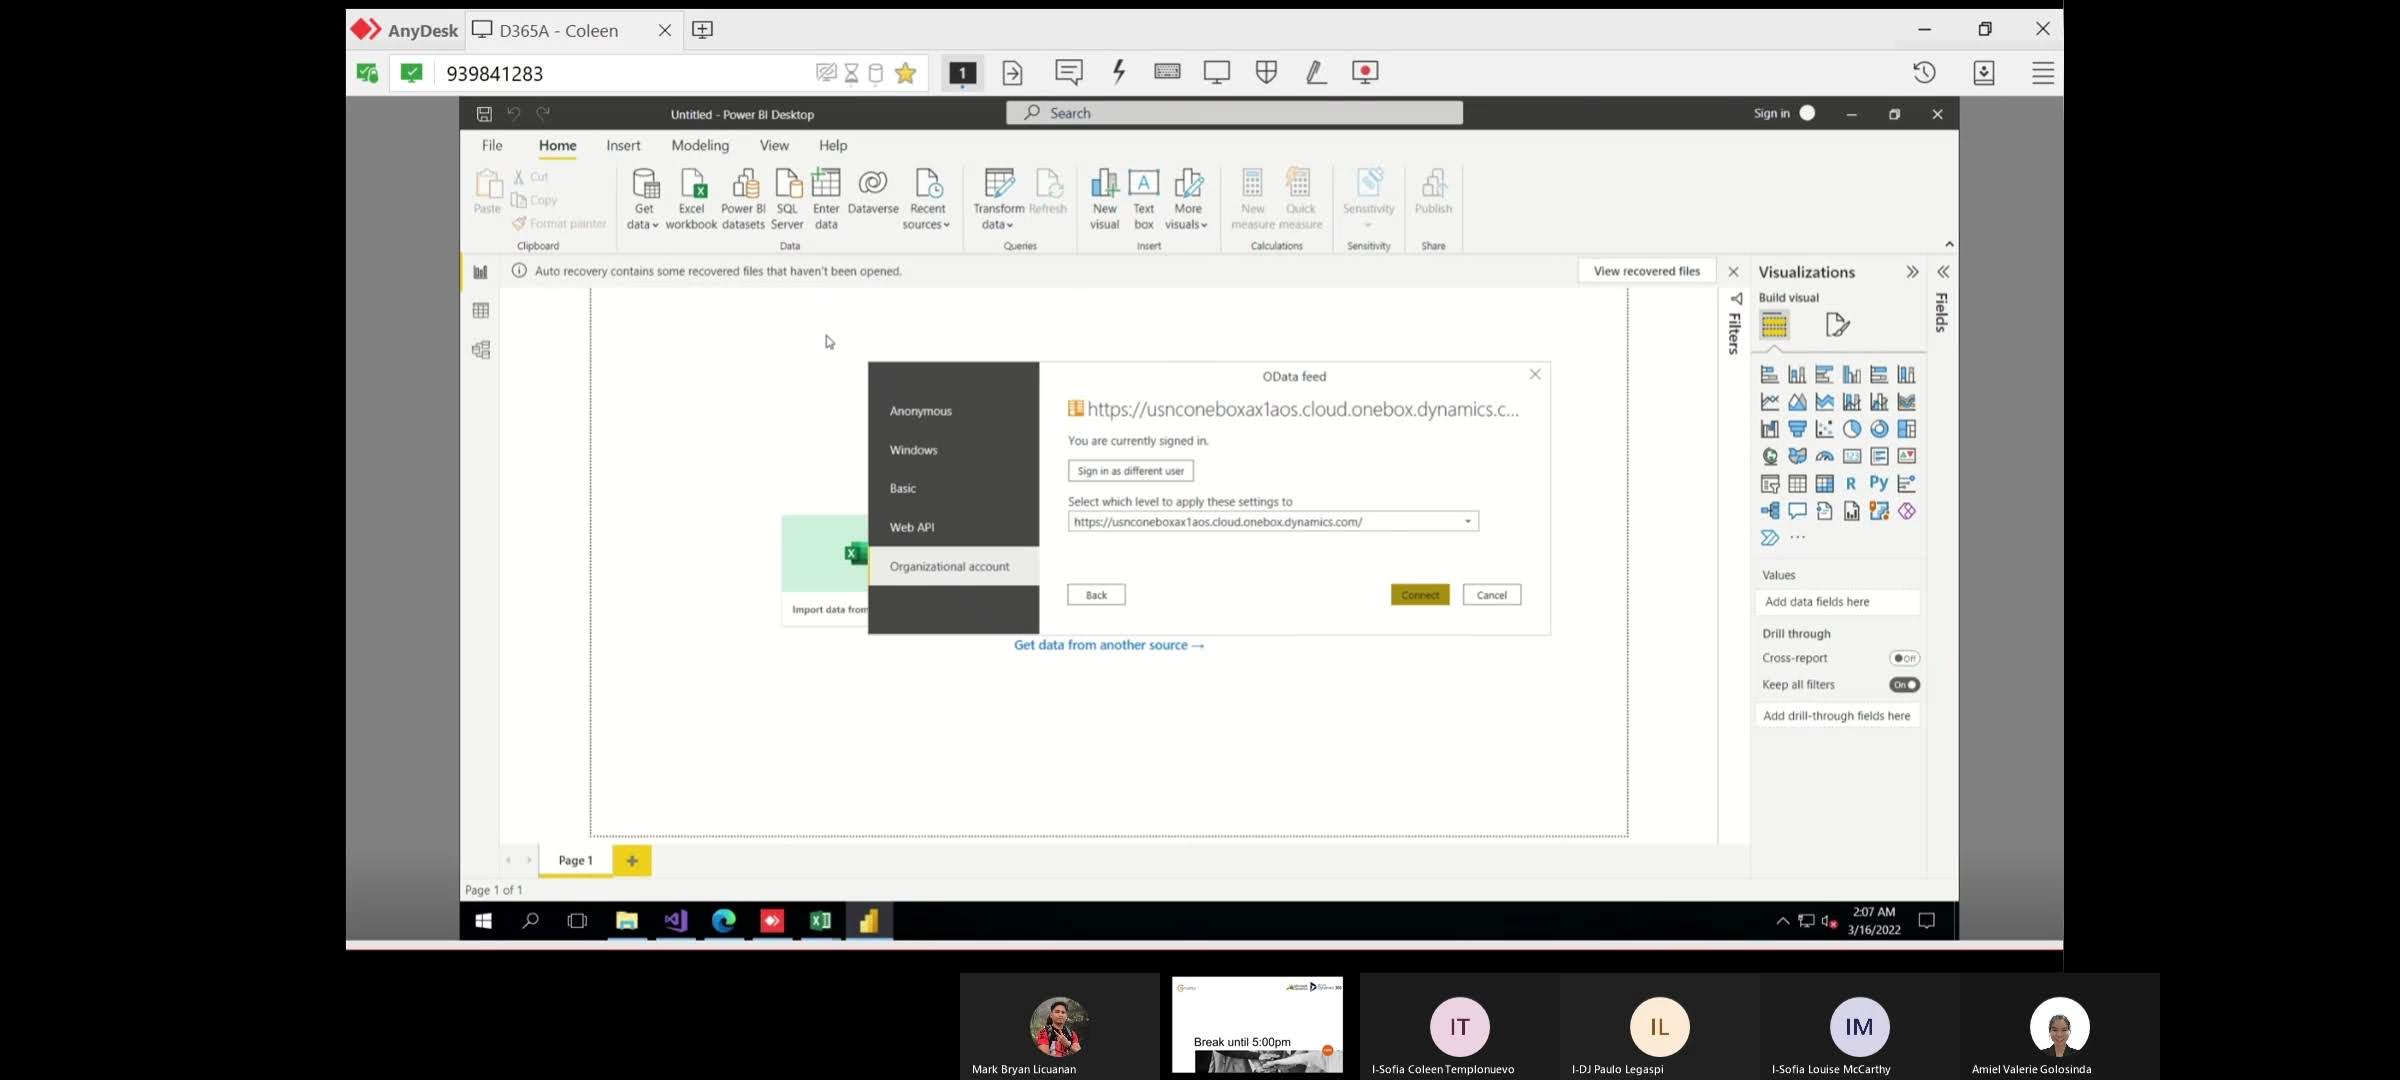 AnyDesk
D365A - Coleen
939841283
1
Untitled - Power BI Desktop
Search
Sign in
File
Home
Insert
Modeling
View
Help
Paste
Cut
Copy
Format painter
Clipboard
Get data
Excel workbook
Power BI datasets
SQL Server
Enter data
Dataverse
Recent sources
Data
Transform data
Refresh
Queries
New visual
Text box
More visuals
Insert
New measure
Quick measure
Calculations
Sensitivity
Sensitivity
Publish
Share
Auto recovery contains some recovered files that haven't been opened.
View recovered files
Filters
Visualizations
Build visual
Fields
R
Py
123
Values
Add data fields here
Drill through
Cross-report
Off
Keep all filters
On
Add drill-through fields here
Import data from
Get data from another source →
Anonymous
Windows
Basic
Web API
Organizational account
OData feed
https://usnconeboxax1aos.cloud.onebox.dynamics.c...
You are currently signed in.
Sign in as different user
Select which level to apply these settings to
https://usnconeboxax1aos.cloud.onebox.dynamics.com/
Back
Connect
Cancel
Page 1
Page 1 of 1
2:07 AM
3/16/2022
Mark Bryan Licuanan
Break until 5:00pm
IT
I-Sofia Coleen Templonuevo
IL
I-DJ Paulo Legaspi
IM
I-Sofia Louise McCarthy
Amiel Valerie Golosinda